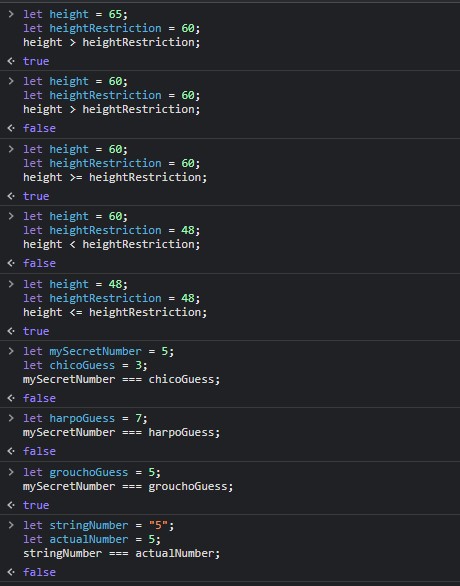 > let height = 65;
let heightRestriction = 60;
height > heightRestriction;
<· true
> let height = 60;
let heightRestriction = 60;
height > heightRestriction;
<· false
> let height = 60;
let heightRestriction = 60;
height >= heightRestriction;
<· true
> let height = 60;
let heightRestriction = 48;
height < heightRestriction;
<· false
> let height = 48;
let heightRestriction = 48;
height <= heightRestriction;
<· true
> let mySecretNumber = 5;
let chicoGuess = 3;
mySecretNumber === chicoGuess;
<· false
> let harpoGuess = 7;
mySecretNumber === harpoGuess;
<· false
> let grouchoGuess = 5;
mySecretNumber === grouchoGuess;
<· true
> let stringNumber = "5";
let actualNumber = 5;
stringNumber === actualNumber;
<· false